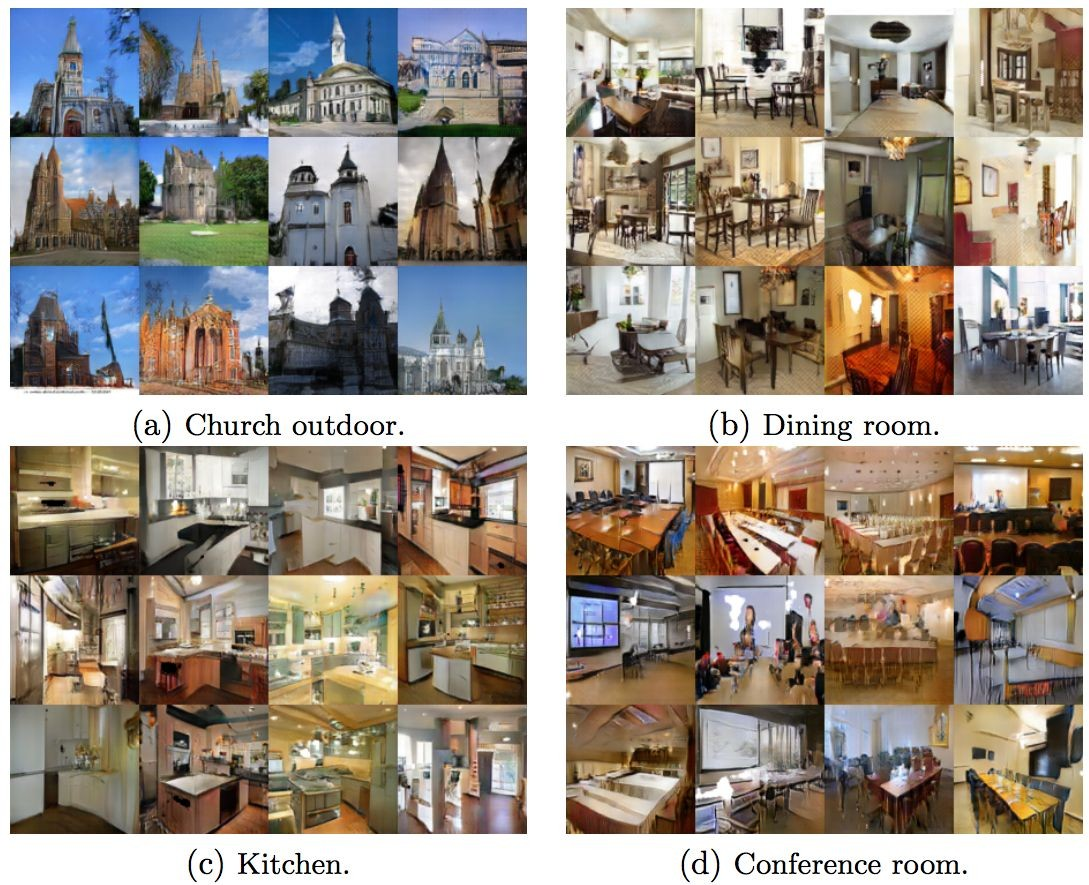 (a) Church outdoor.
(b) Dining room.
(c) Kitchen.
(d) Conference room.